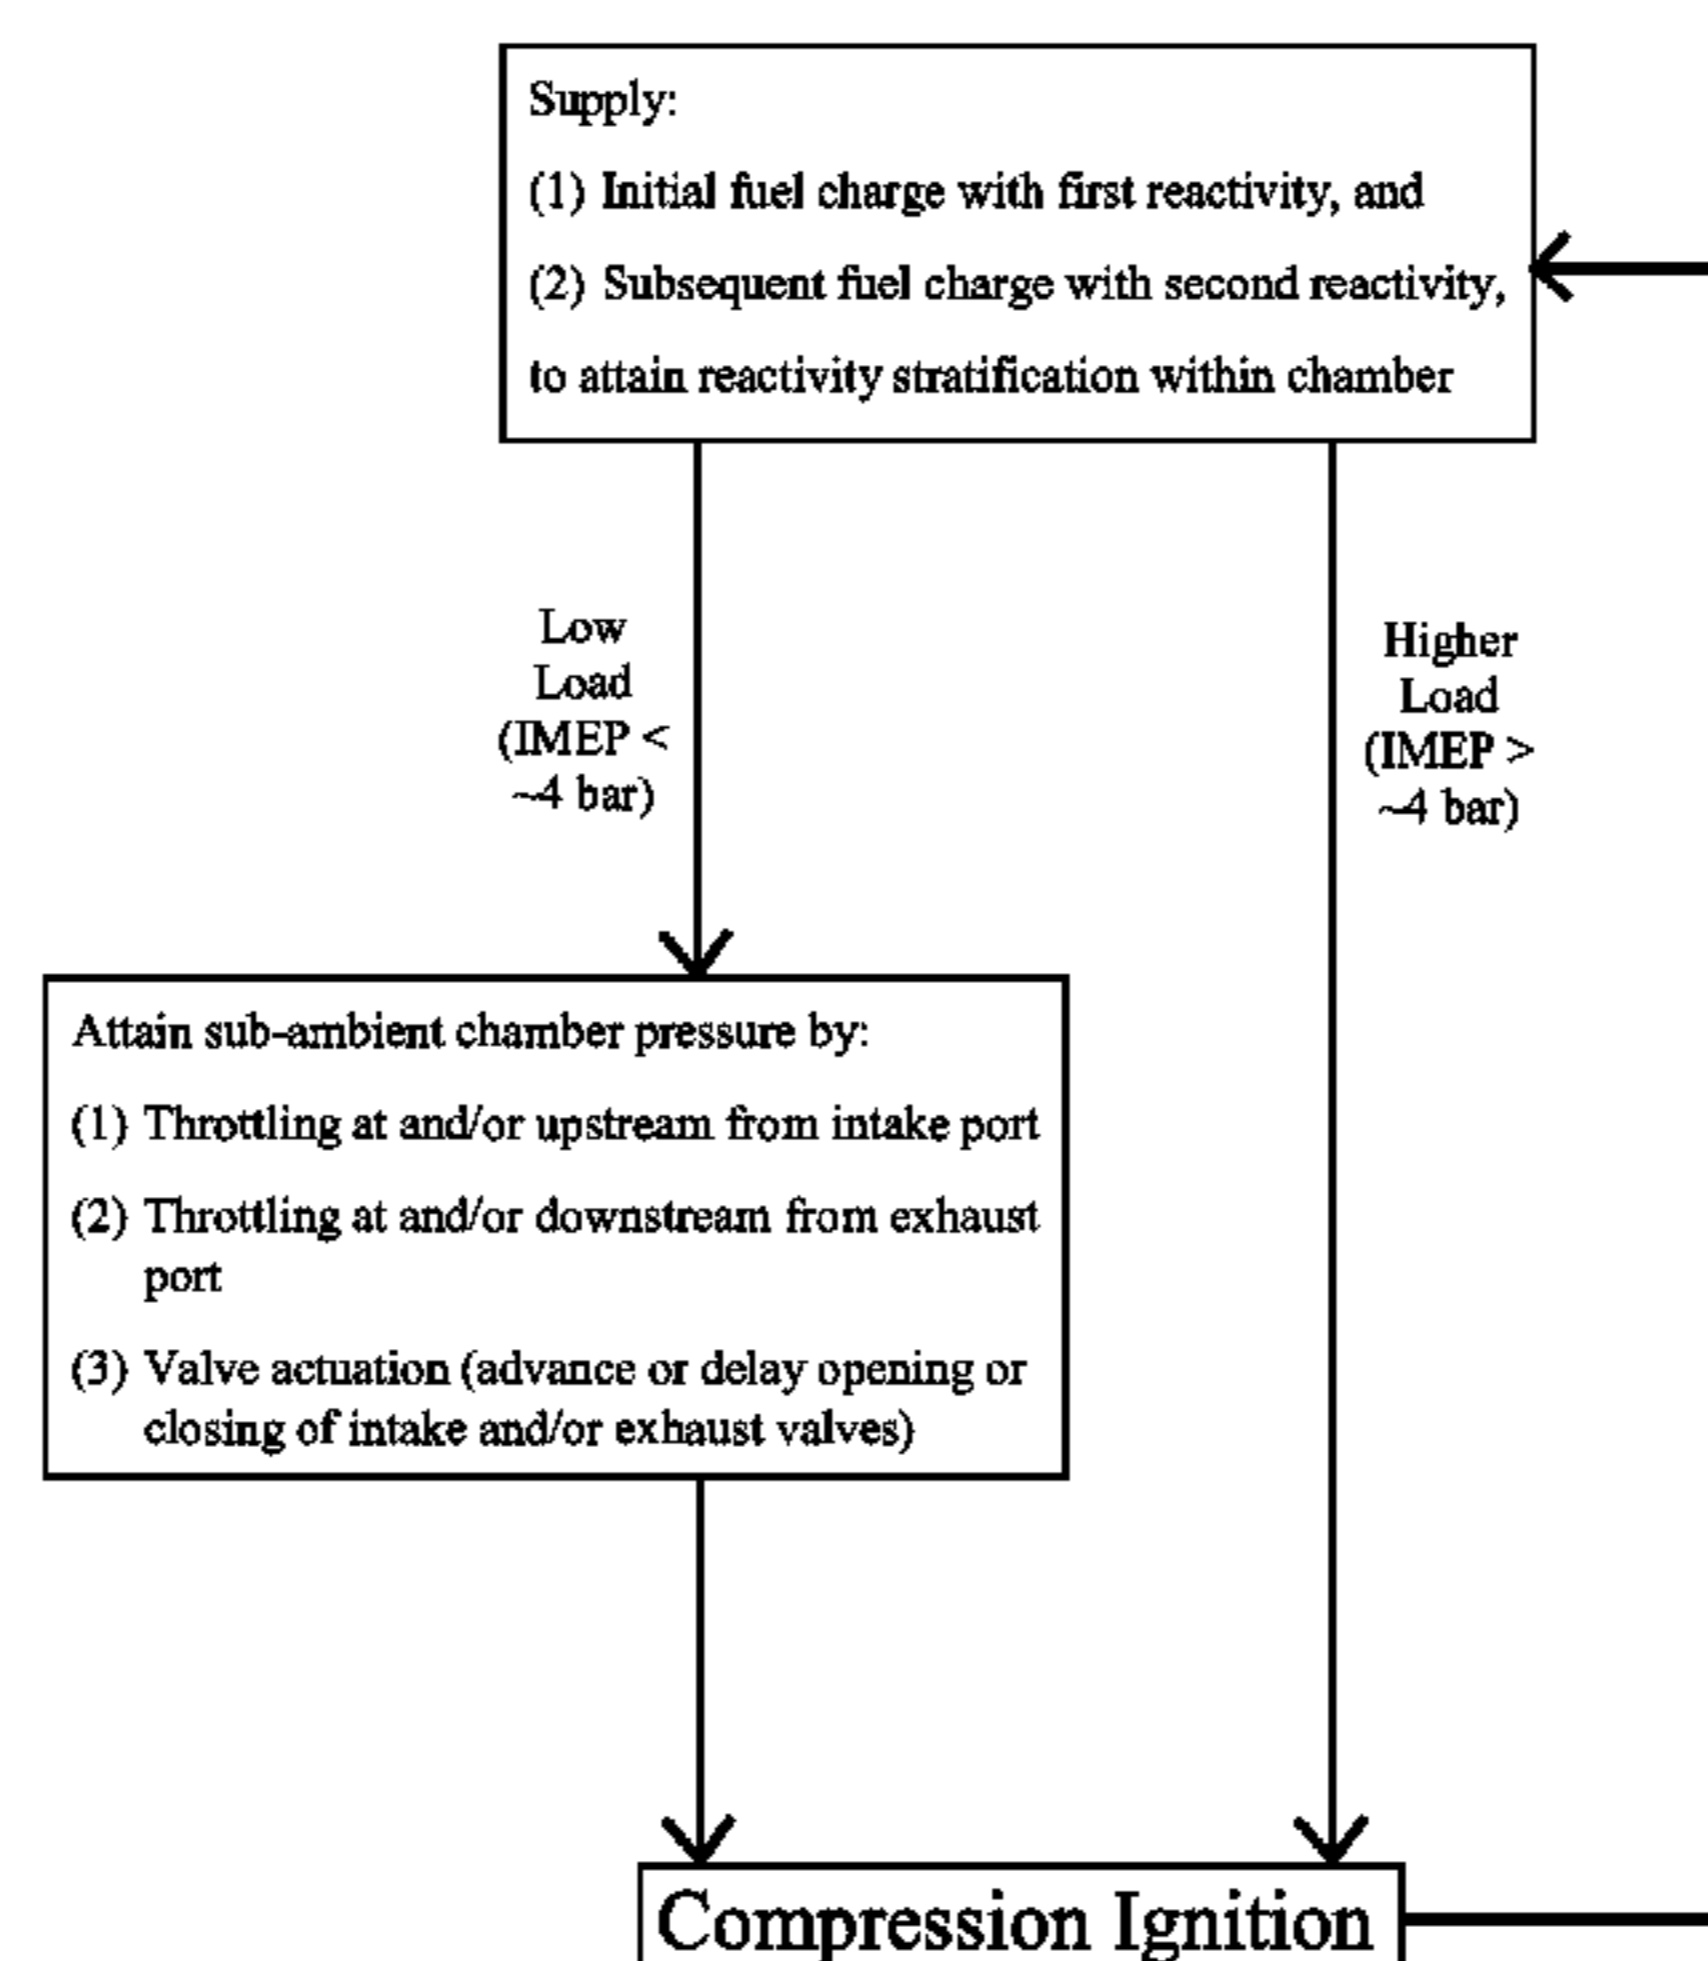 Supply:
(1) Initial fuel charge with first reactivity, and
(2) Subsequent fuel charge with second reactivity,
to attain reactivity stratification within chamber
Low
Load
(IMEP <
~4 bar)
Higher
Load
(IMEP >
~4 bar)
Attain sub-ambient chamber pressure by:
(1) Throttling at and/or upstream from intake port
(2) Throttling at and/or downstream from exhaust
port
(3) Valve actuation (advance or delay opening or
closing of intake and/or exhaust valves)
Compression Ignition